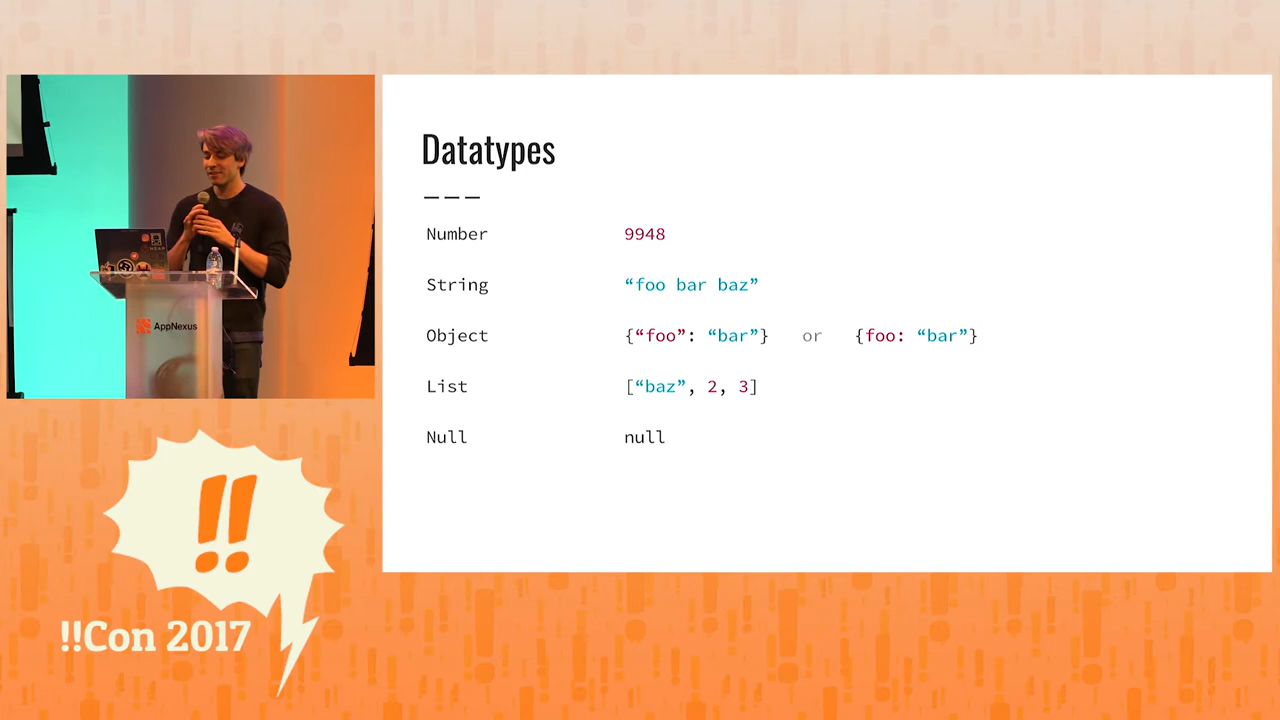 HEAP
AppNexus
Datatypes
———
Number 9948
String “foo bar baz”
Object {“foo”: “bar”} or {foo: “bar”}
List [“baz”, 2, 3]
Null null
!!
!!Con 2017